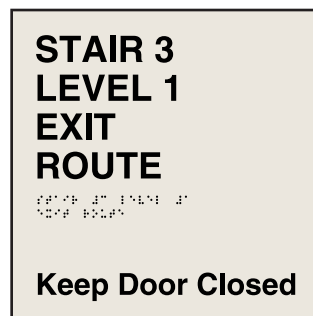 STAIR 3
LEVEL 1
EXIT
ROUTE
⠎⠞⠁⠊⠗ ⠼⠉ ⠇⠑⠧⠑⠇ ⠼⠁
⠑⠭⠊⠞ ⠗⠕⠥⠞⠑
Keep Door Closed